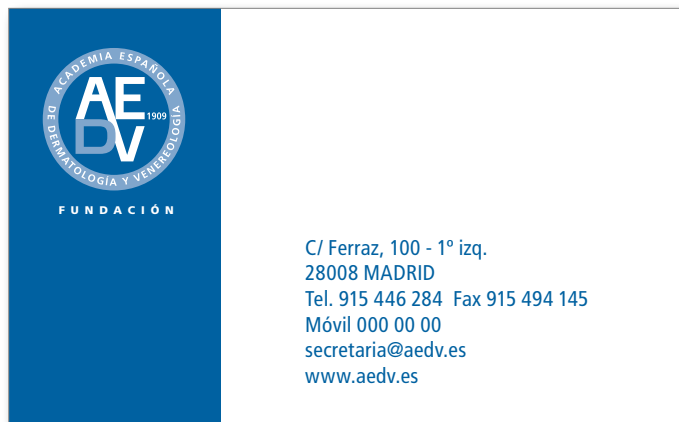 ACADEMIA ESPAÑOLA
DE DERMATOLOGÍA Y VENEREOLOGÍA
AE
DV
1909
FUNDACIÓN
C/ Ferraz, 100 - 1º izq.
28008 MADRID
Tel. 915 446 284 Fax 915 494 145
Móvil 000 00 00
secretaria@aedv.es
www.aedv.es